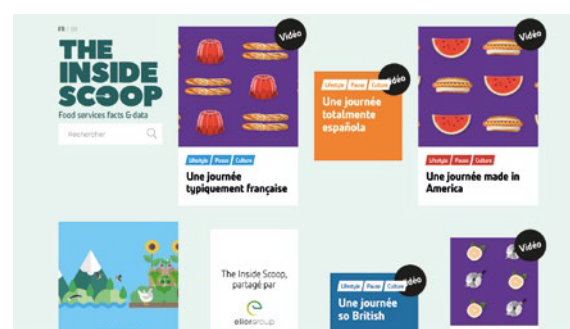 FR / EN
THE
INSIDE
SCOOP
Food services facts & data
Rechercher
Vidéo
Lifestyle / Pause / Culture
Une journée
typiquement française
Vidéo
Lifestyle / Pause / Culture
Une journée
totalmente
española
Vidéo
Lifestyle / Pause / Culture
Une journée made in
America
The Inside Scoop,
partagé par
eliorgroup
Vidéo
Lifestyle / Pause / Culture
Une journée
so British
Vidéo